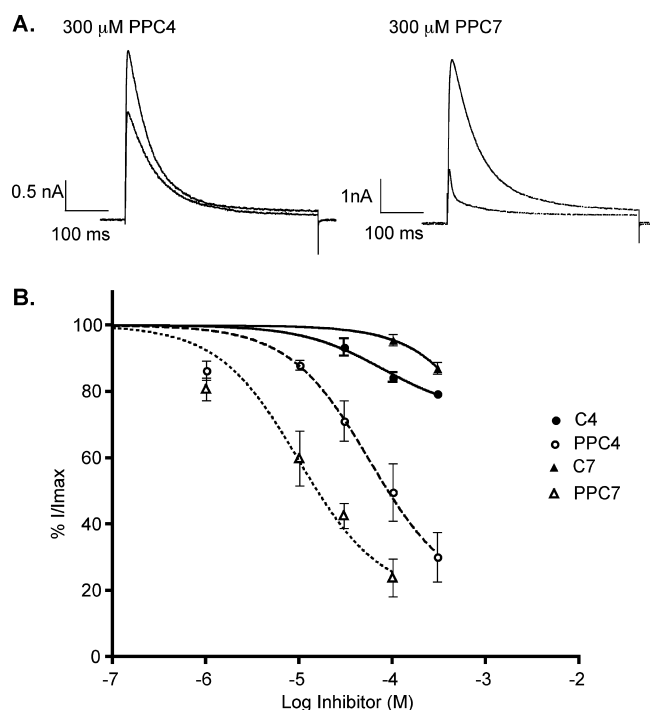 A.
300 μM PPC4
300 μM PPC7
0.5 nA
100 ms
1nA
100 ms
B.
% I/Imax
100
80
60
40
20
0
-7
-6
-5
-4
-3
-2
Log Inhibitor (M)
C4
PPC4
C7
PPC7